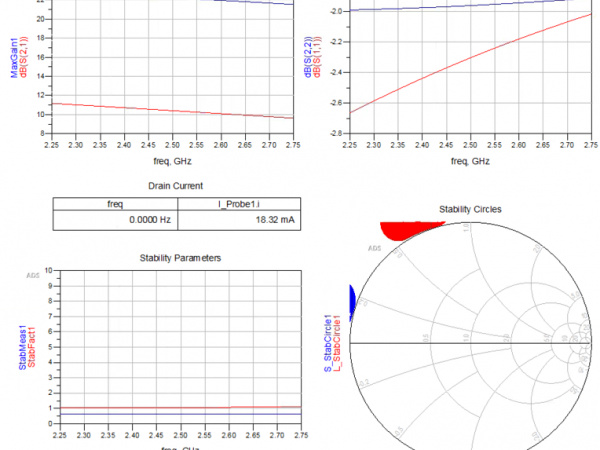 22
20
18
16
14
12
10
8
MaxGain1
dB(S(2,1))
2.25 2.30 2.35 2.40 2.45 2.50 2.55 2.60 2.65 2.70 2.75
freq, GHz
-2.0
-2.2
-2.4
-2.6
-2.8
dB(S(2,2))
dB(S(1,1))
2.25 2.30 2.35 2.40 2.45 2.50 2.55 2.60 2.65 2.70 2.75
freq, GHz
Drain Current
freq I_Probe1.i
0.0000 Hz 18.32 mA
Stability Parameters
ADS
10
9
8
7
6
5
4
3
2
1
0
StabMeas1
StabFact1
2.25 2.30 2.35 2.40 2.45 2.50 2.55 2.60 2.65 2.70 2.75
freq, GHz
Stability Circles
ADS
S_StabCircle1
L_StabCircle1